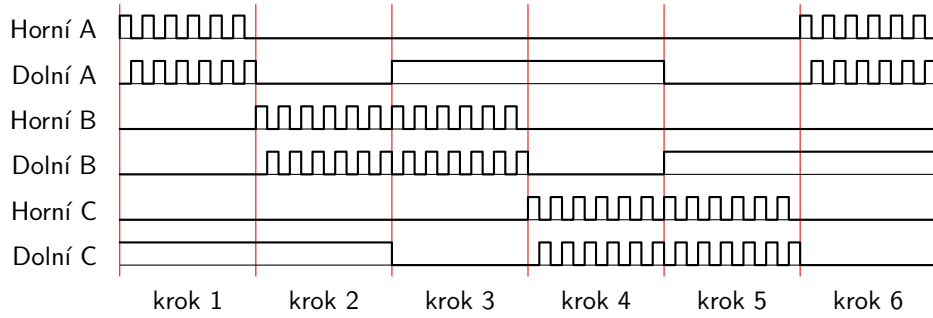 Horní A
Dolní A
Horní B
Dolní B
Horní C
Dolní C
krok 1 krok 2 krok 3 krok 4 krok 5 krok 6